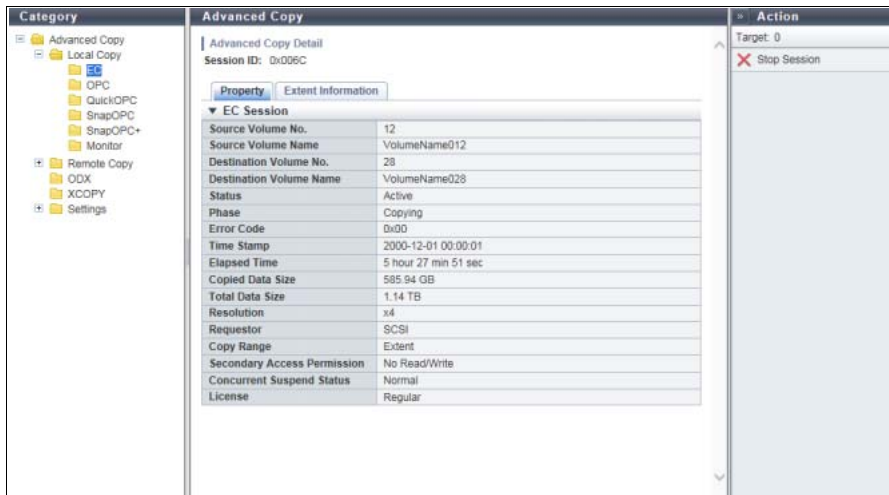 Category
Advanced Copy
Local Copy
EC
OPC
QuickOPC
SnapOPC
SnapOPC+
Monitor
Remote Copy
ODX
XCOPY
Settings
Advanced Copy
Advanced Copy Detail
Session ID: 0x006C
Property Extent Information
▼ EC Session
Source Volume No. 12
Source Volume Name VolumeName012
Destination Volume No. 28
Destination Volume Name VolumeName028
Status Active
Phase Copying
Error Code 0x00
Time Stamp 2000-12-01 00:00:01
Elapsed Time 5 hour 27 min 51 sec
Copied Data Size 585.94 GB
Total Data Size 1.14 TB
Resolution x4
Requestor SCSI
Copy Range Extent
Secondary Access Permission No Read/Write
Concurrent Suspend Status Normal
License Regular
» Action
Target: 0
Stop Session